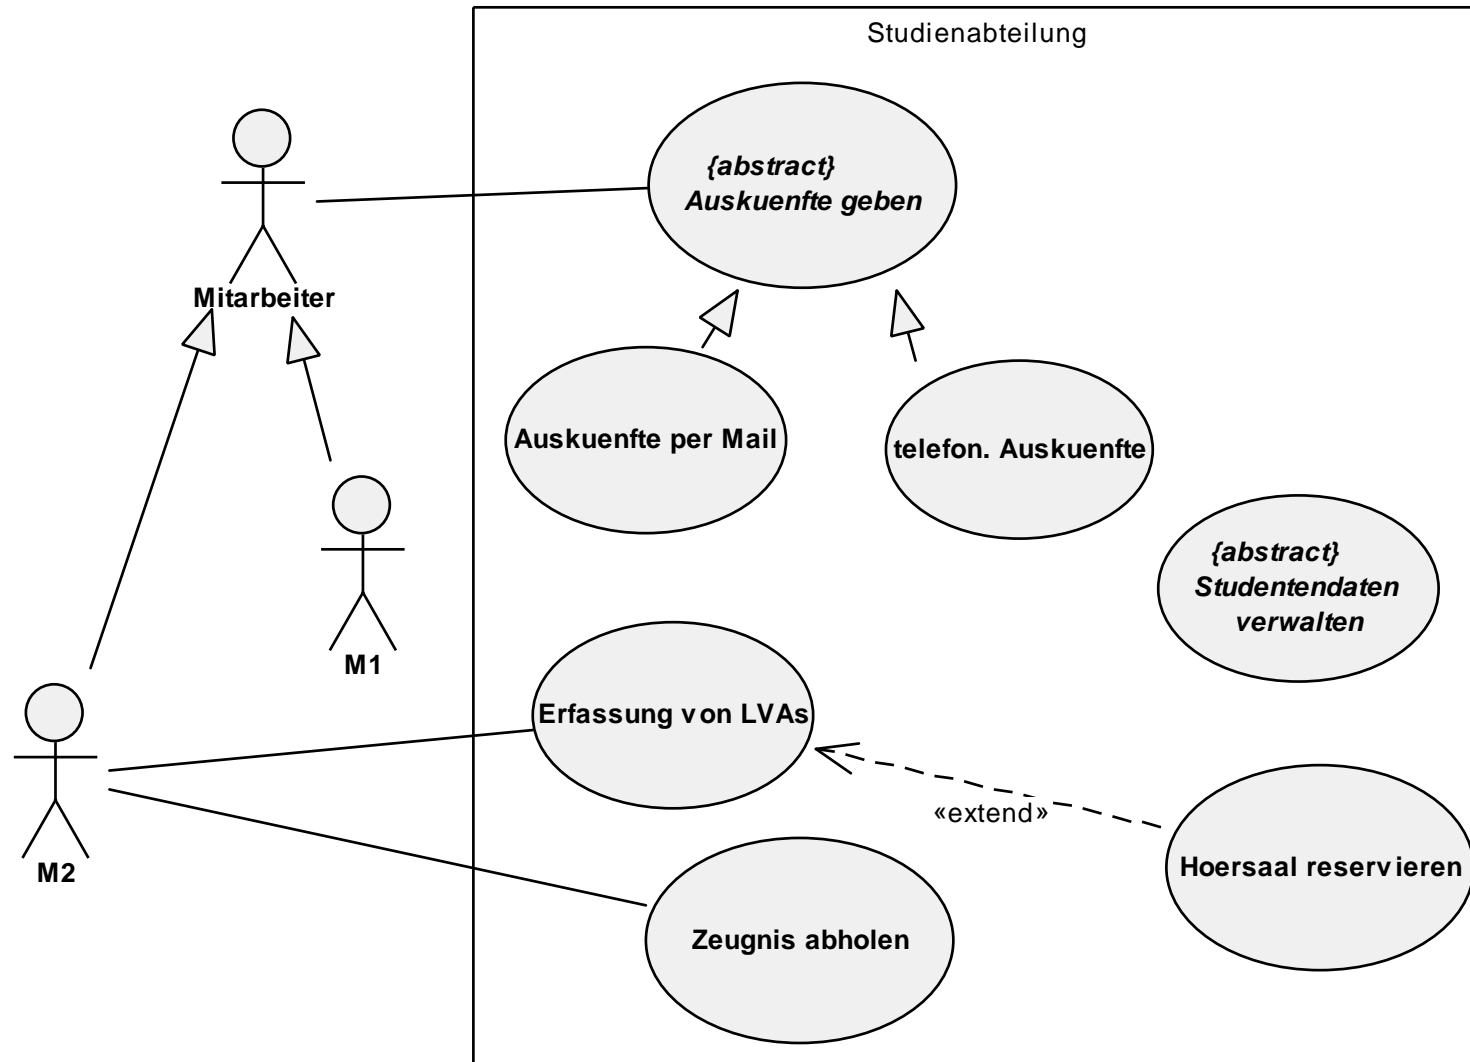 Studienabteilung
{abstract}
Auskuenfte geben
Mitarbeiter
Auskuenfte per Mail
telefon. Auskuenfte
{abstract}
Studentendaten
verwalten
M1
Erfassung von LVAs
«extend»
M2
Hoersaal reservieren
Zeugnis abholen